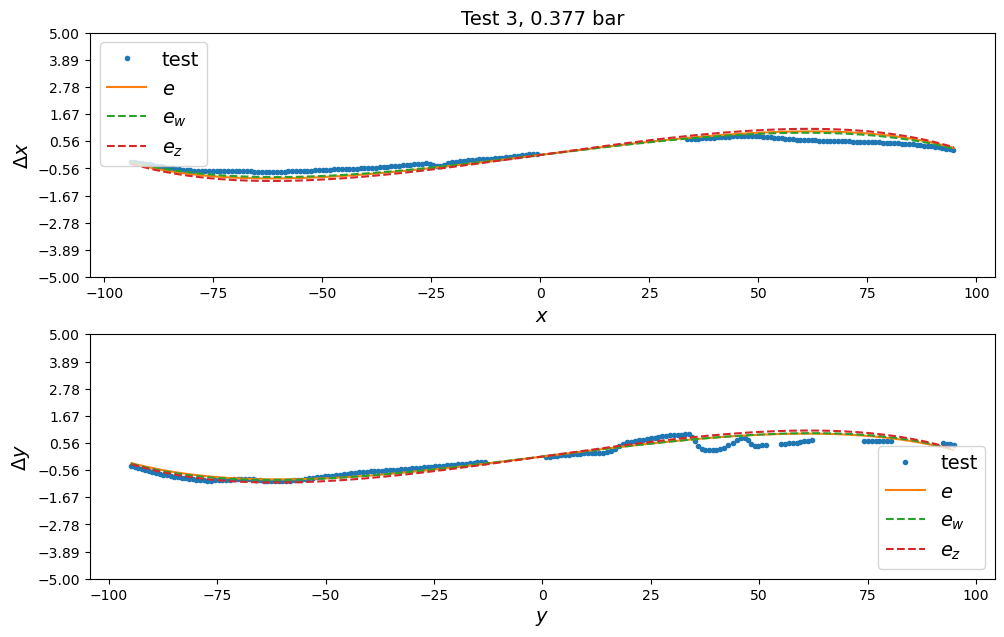 Test 3, 0.377 bar
5.00
3.89
2.78
1.67
0.56
−0.56
−1.67
−2.78
−3.89
−5.00
Δx
test
e
e_w
e_z
−100 −75 −50 −25 0 25 50 75 100
x
5.00
3.89
2.78
1.67
0.56
−0.56
−1.67
−2.78
−3.89
−5.00
Δy
test
e
e_w
e_z
−100 −75 −50 −25 0 25 50 75 100
y